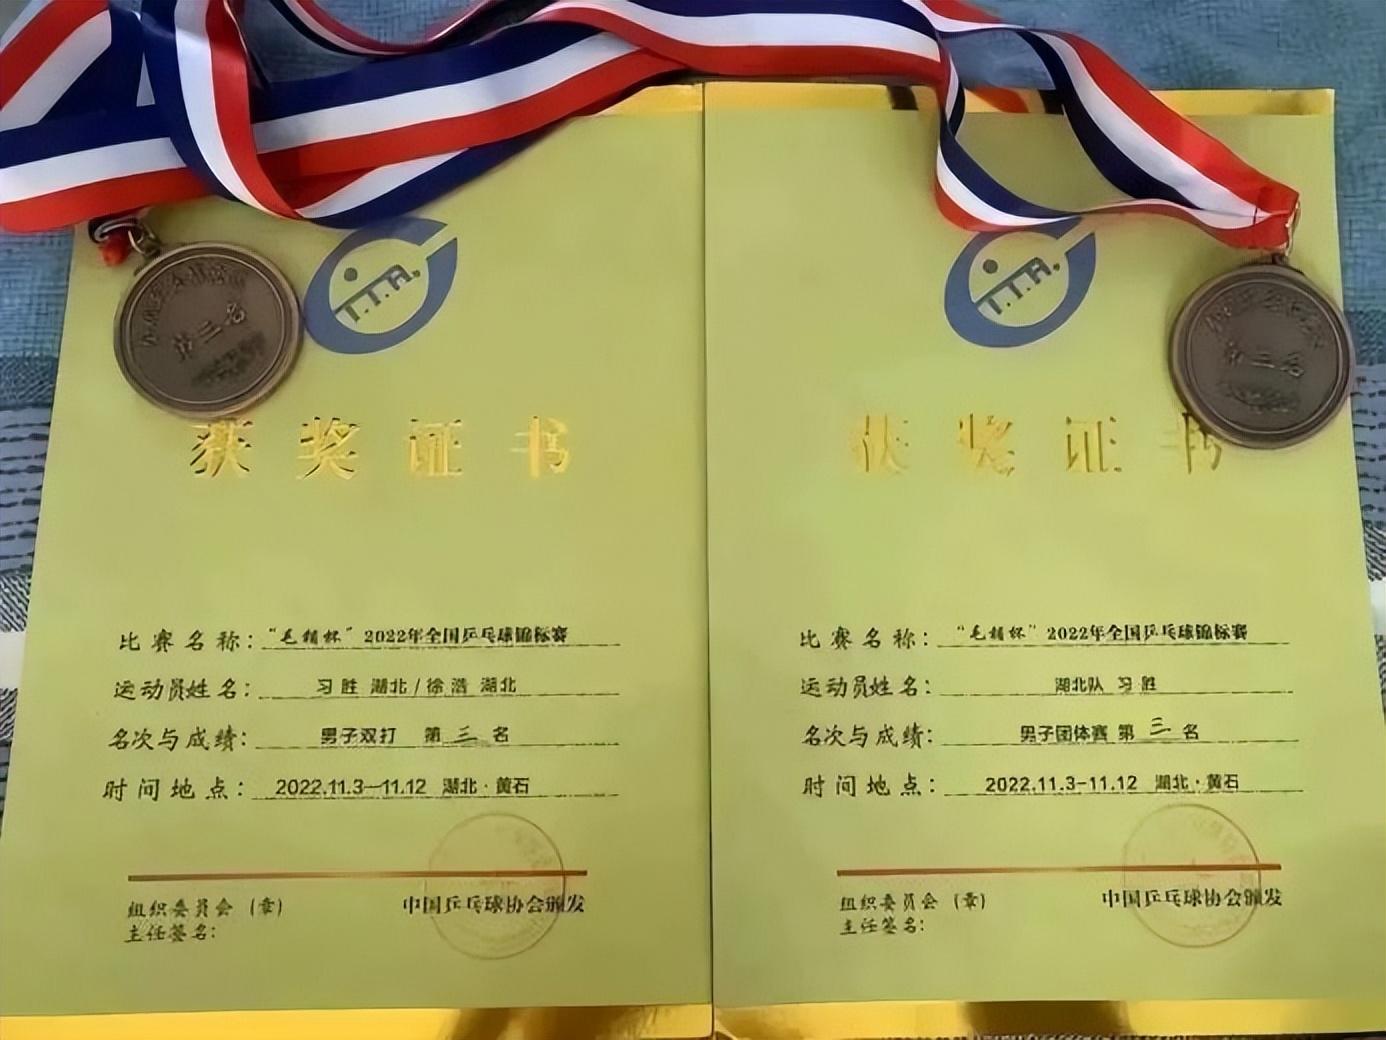 第三名
C.T.T.A.
获奖证书
比赛名称："毛铺杯"2022年全国乒乓球锦标赛
运动员姓名：习胜 湖北/徐浩 湖北
名次与成绩：男子双打 第三名
时间地点：2022.11.3—11.12 湖北·黄石
组织委员会（章）
主任签名：
中国乒乓球协会颁发
第三名
C.T.T.A.
获奖证书
比赛名称："毛铺杯"2022年全国乒乓球锦标赛
运动员姓名：湖北队 习胜
名次与成绩：男子团体赛 第三名
时间地点：2022.11.3-11.12 湖北·黄石
组织委员会（章）
主任签名：
中国乒乓球协会颁发